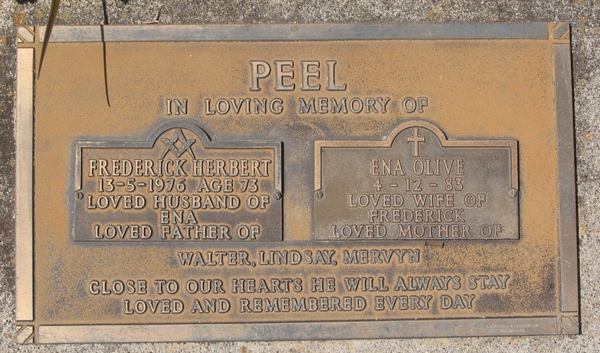 PEEL
IN LOVING MEMORY OF
FREDERICK HERBERT
13-5-1976 AGE 73
LOVED HUSBAND OF
ENA
LOVED FATHER OF
ENA OLIVE
4-12-83
LOVED WIFE OF
FREDERICK
LOVED MOTHER OF
WALTER, LINDSAY, MERVYN
CLOSE TO OUR HEARTS HE WILL ALWAYS STAY
LOVED AND REMEMBERED EVERY DAY